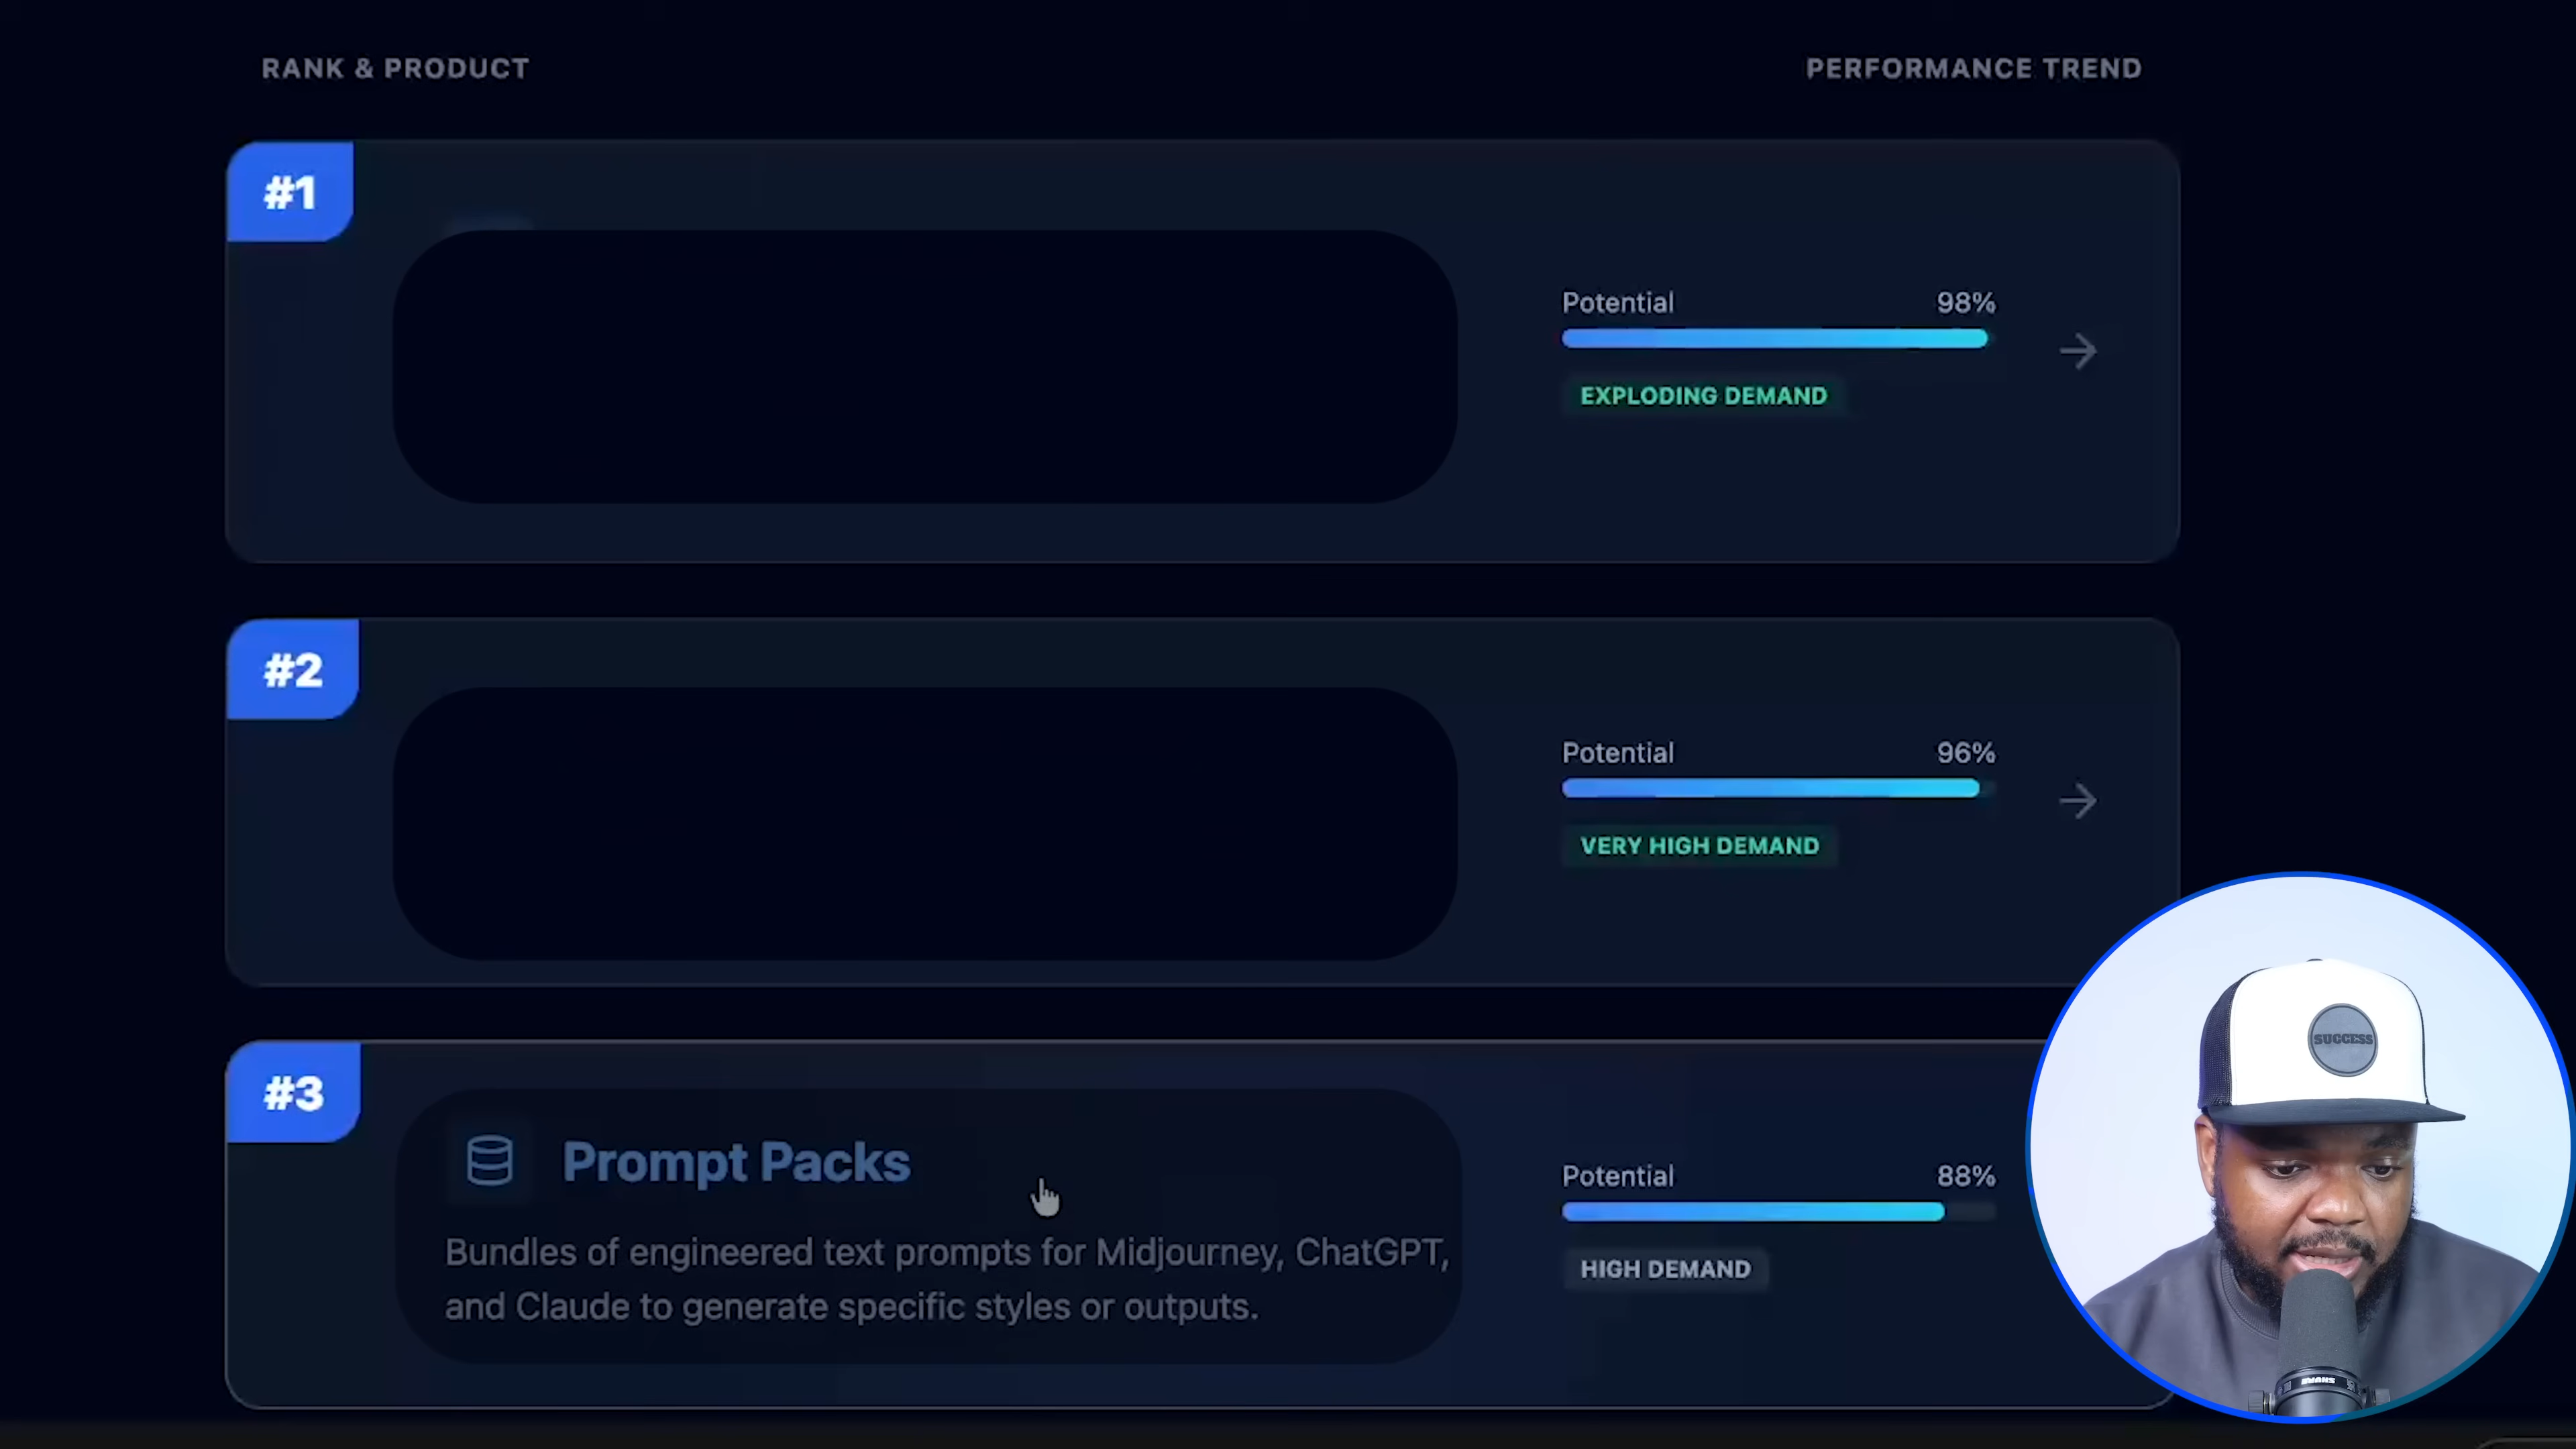 RANK & PRODUCT
PERFORMANCE TREND
#1
Potential 98%
EXPLODING DEMAND
#2
Potential 96%
VERY HIGH DEMAND
#3
Prompt Packs
Bundles of engineered text prompts for Midjourney, ChatGPT,
and Claude to generate specific styles or outputs.
Potential 88%
HIGH DEMAND
SUCCESS
SHURE